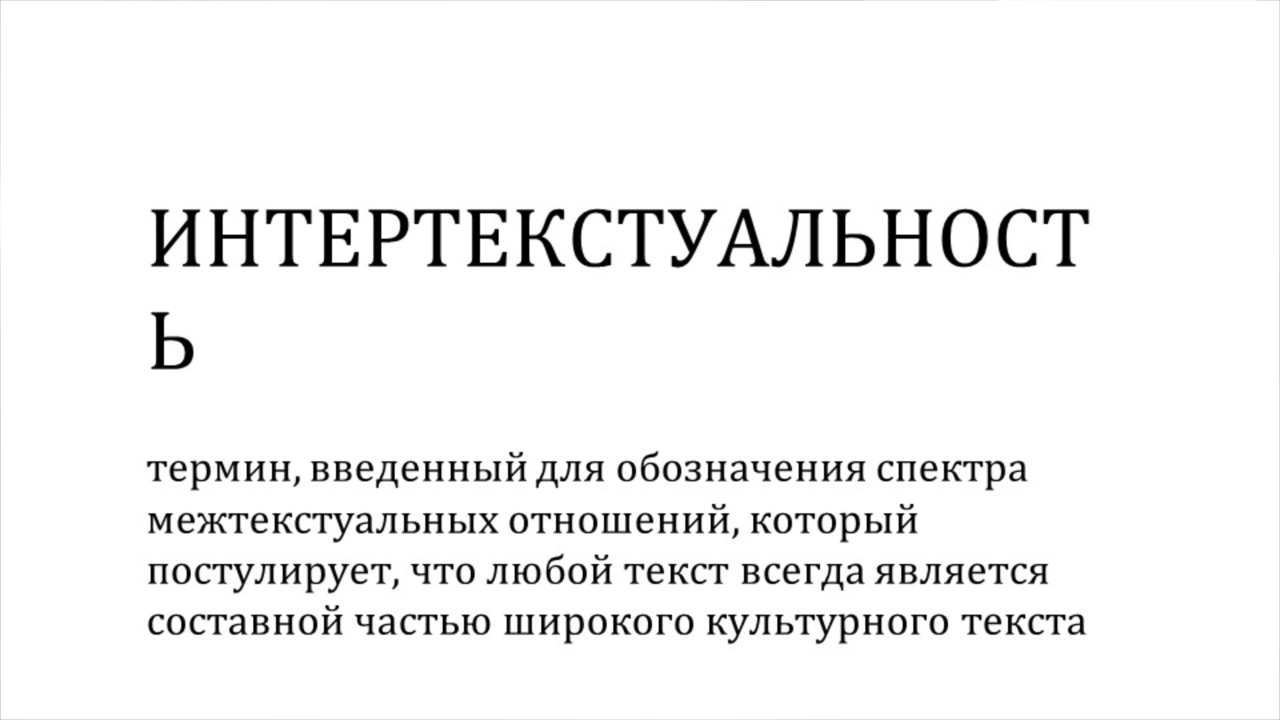 ИНТЕРТЕКСТУАЛЬНОСТ
Ь
термин, введенный для обозначения спектра
межтекстуальных отношений, который
постулирует, что любой текст всегда является
составной частью широкого культурного текста